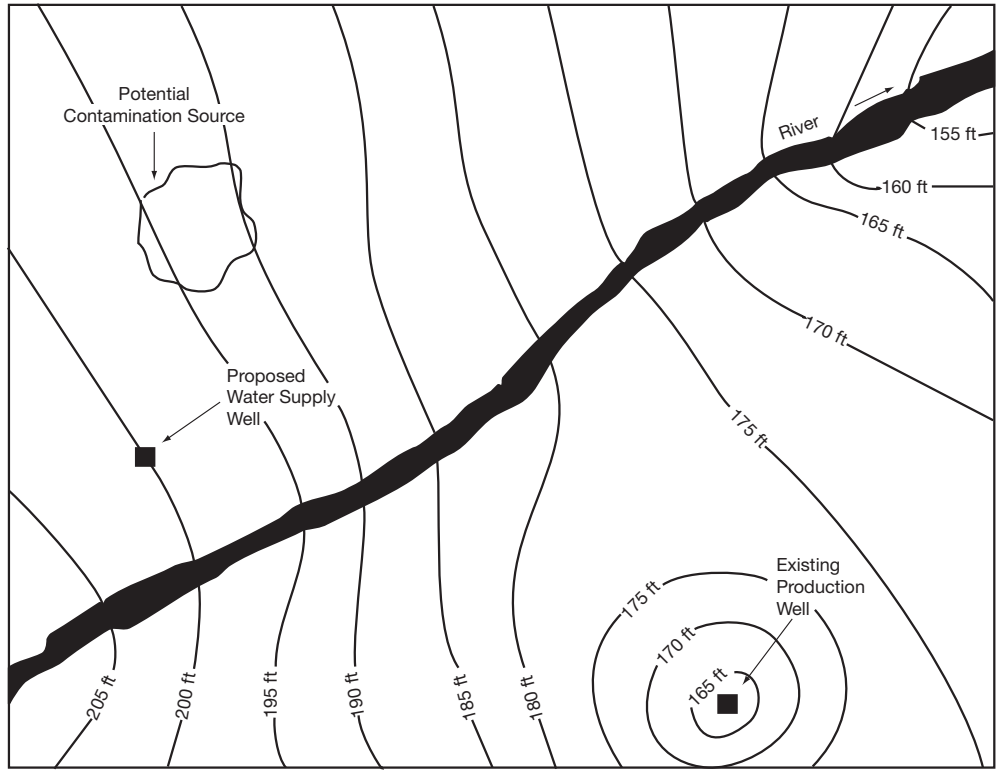 Potential
Contamination Source
River
155 ft
160 ft
165 ft
170 ft
Proposed
Water Supply
Well
175 ft
Existing
Production
Well
175 ft
170 ft
165 ft
205 ft
200 ft
195 ft
190 ft
185 ft
180 ft